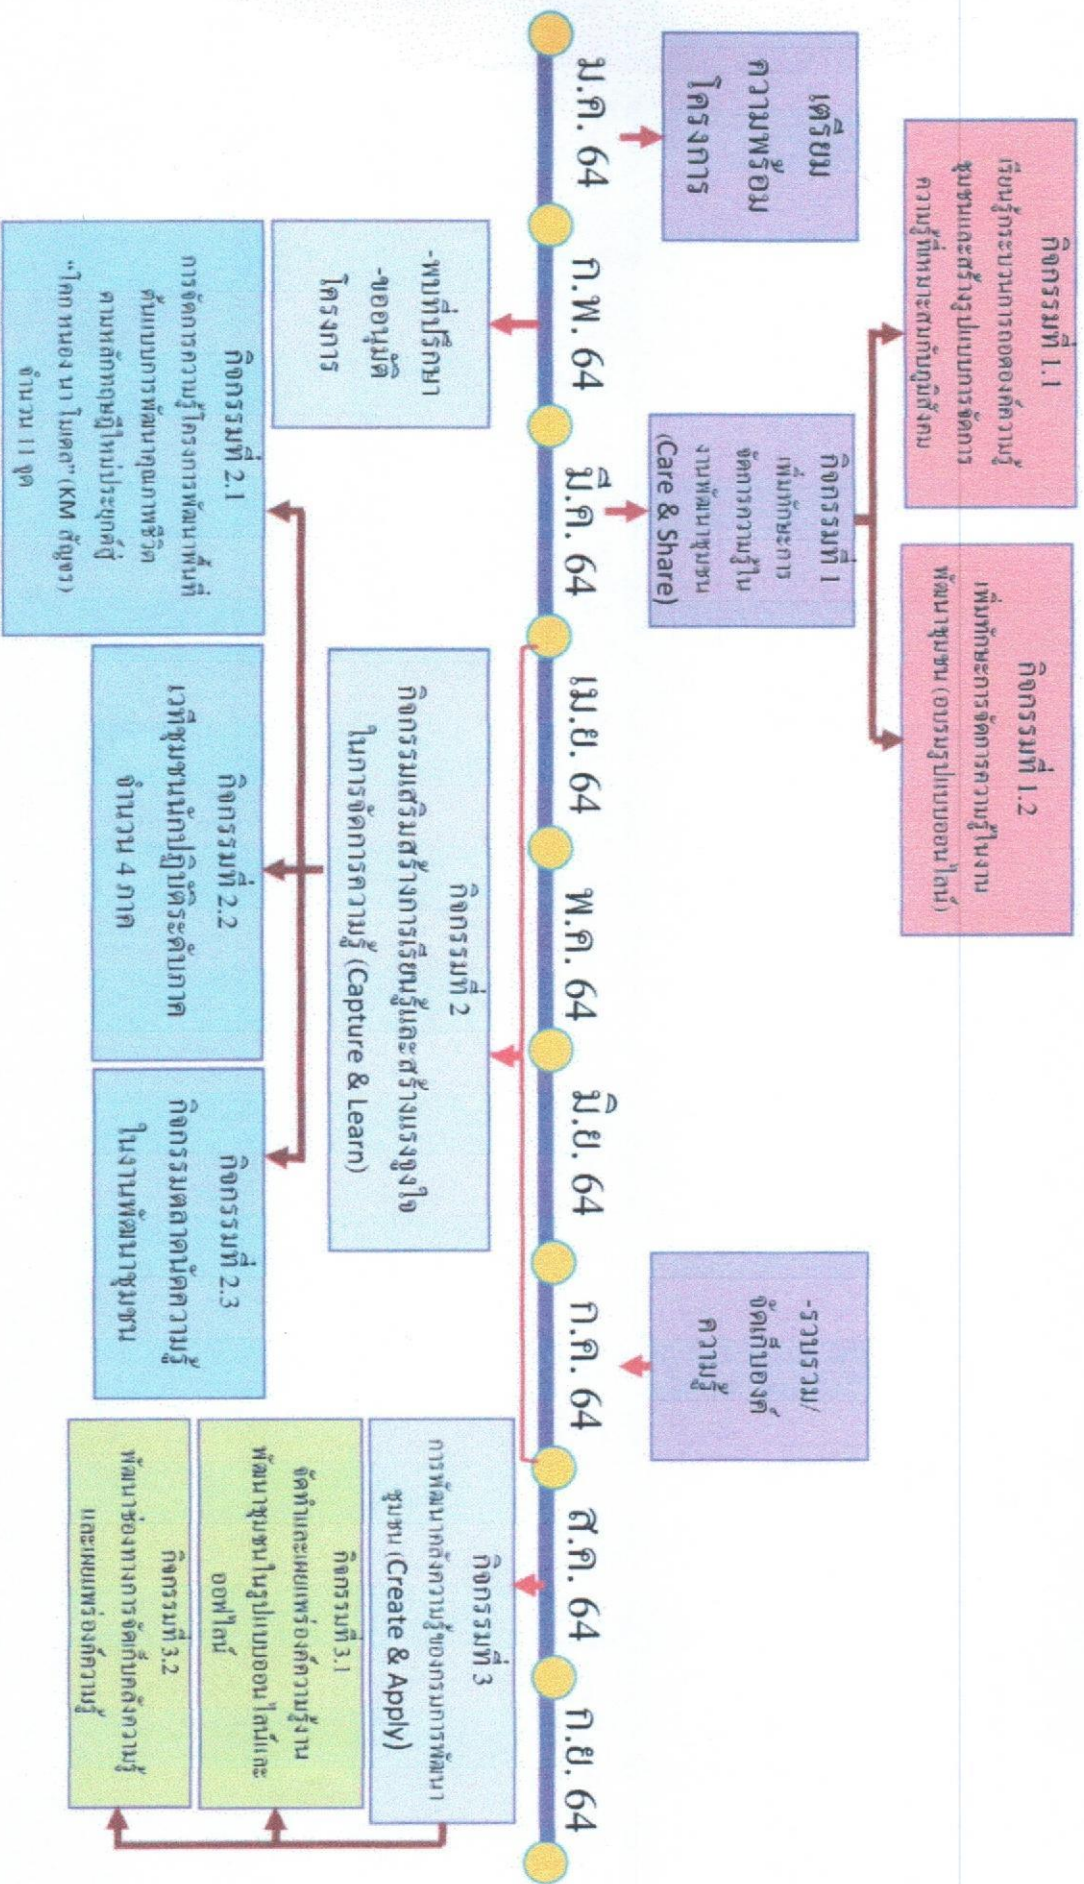 กิจกรรมที่ 1.1
เรียนรู้กระบวนการถอดองค์ความรู้
ชุมชนและสร้างรูปแบบการจัดการ
ความรู้ที่เหมาะสมกับภูมิสังคม
กิจกรรมที่ 1.2
เพิ่มทักษะการจัดการความรู้ในงาน
พัฒนาชุมชน (อบรมรูปแบบออนไลน์)
เตรียม
ความพร้อม
โครงการ
กิจกรรมที่ 1
เพิ่มทักษะการ
จัดการความรู้ใน
งานพัฒนาชุมชน
(Care & Share)
-รวบรวม/
จัดเก็บองค์
ความรู้
ม.ค. 64
ก.พ. 64
มี.ค. 64
เม.ย. 64
พ.ค. 64
มิ.ย. 64
ก.ค. 64
ส.ค. 64
ก.ย. 64
-พบที่ปรึกษา
-ขออนุมัติ
โครงการ
กิจกรรมที่ 2
กิจกรรมเสริมสร้างการเรียนรู้และสร้างแรงจูงใจ
ในการจัดการความรู้ (Capture & Learn)
กิจกรรมที่ 3
การพัฒนาคลังความรู้ของกรมการพัฒนา
ชุมชน (Create & Apply)
กิจกรรมที่ 2.1
การจัดการความรู้โครงการพัฒนาพื้นที่
ต้นแบบการพัฒนาคุณภาพชีวิต
ตามหลักทฤษฎีใหม่ประยุกต์สู่
“โคก หนอง นา โมเดล” (KM สัญจร)
จำนวน 11 จุด
กิจกรรมที่ 2.2
เวทีชุมชนนักปฏิบัติระดับภาค
จำนวน 4 ภาค
กิจกรรมที่ 2.3
กิจกรรมตลาดนัดความรู้
ในงานพัฒนาชุมชน
กิจกรรมที่ 3.1
จัดทำและเผยแพร่องค์ความรู้งาน
พัฒนาชุมชนในรูปแบบออนไลน์และ
ออฟไลน์
กิจกรรมที่ 3.2
พัฒนาช่องทางการจัดเก็บคลังความรู้
และเผยแพร่องค์ความรู้